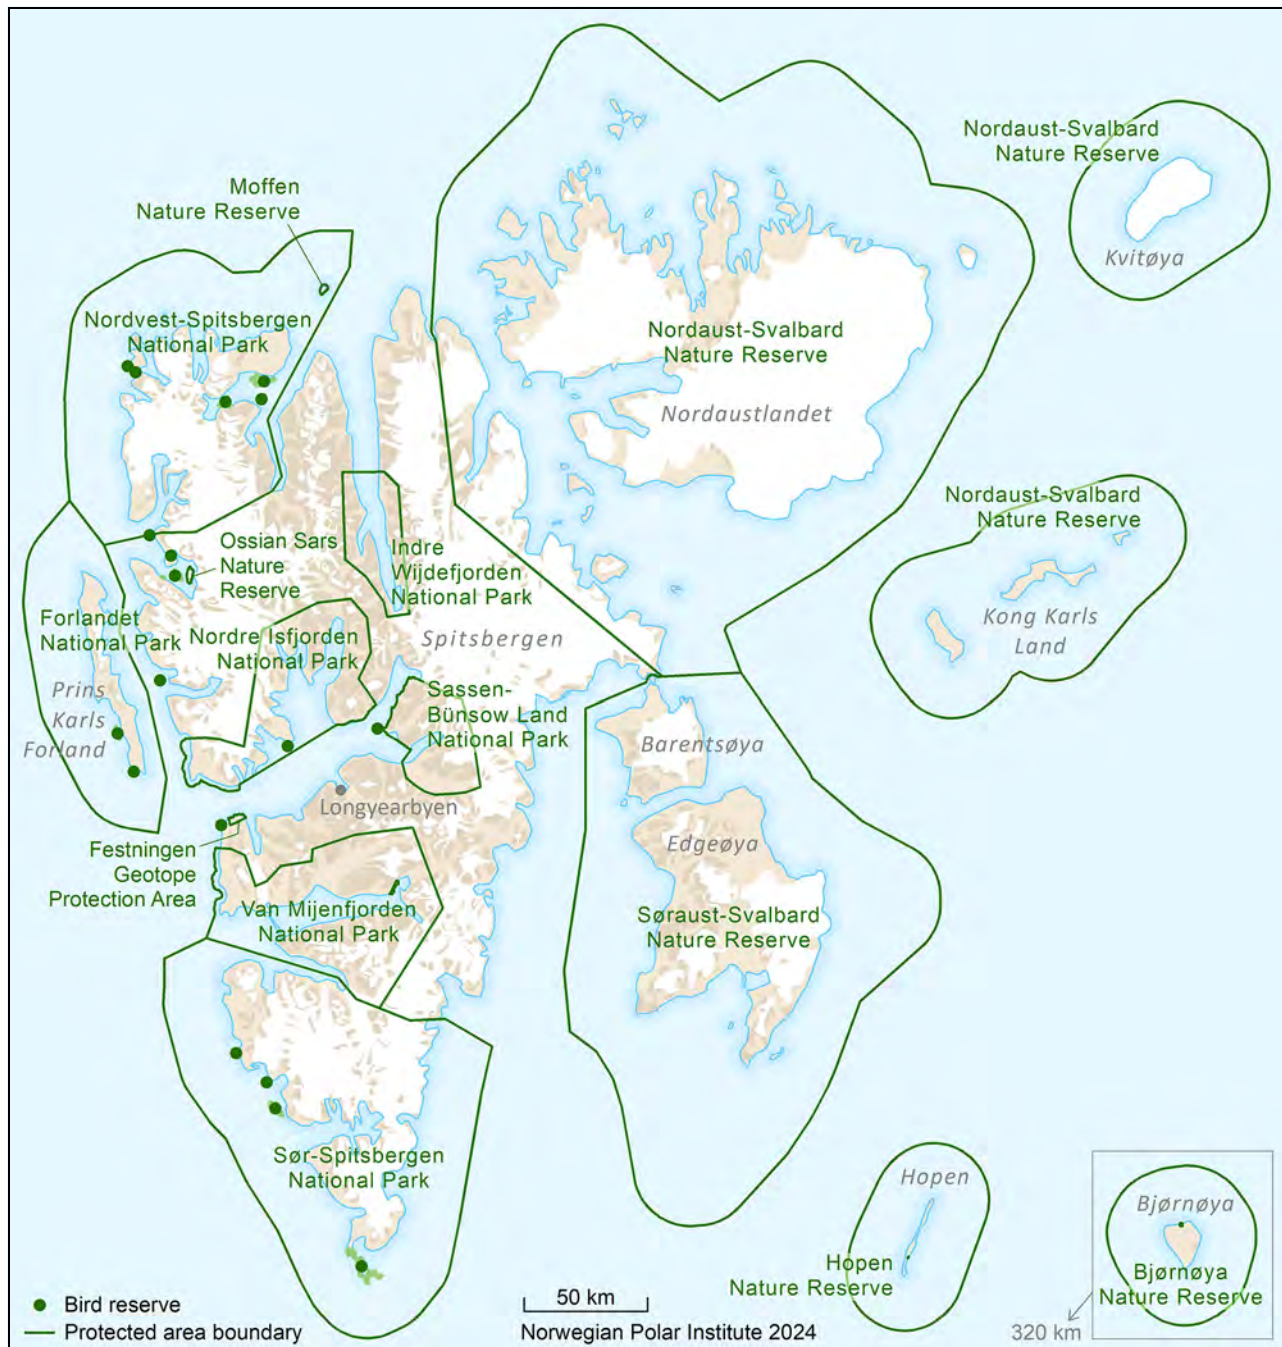 Nordaust-Svalbard
Nature Reserve
Kvitøya
Moffen
Nature Reserve
Nordvest-Spitsbergen
National Park
Nordaust-Svalbard
Nature Reserve
Nordaustlandet
Nordaust-Svalbard
Nature Reserve
Kong Karls
Land
Ossian Sars
Nature
Reserve
Indre
Wijdefjorden
National Park
Forlandet
National Park
Nordre Isfjorden
National Park
Spitsbergen
Prins
Karls
Forland
Sassen-
Bünsow Land
National Park
Barentsøya
Longyearbyen
Edgeøya
Festningen
Geotope
Protection Area
Van Mijenfjorden
National Park
Søraust-Svalbard
Nature Reserve
Sør-Spitsbergen
National Park
Hopen
Hopen
Nature Reserve
Bjørnøya
Bjørnøya
Nature Reserve
320 km
Bird reserve
Protected area boundary
50 km
Norwegian Polar Institute 2024